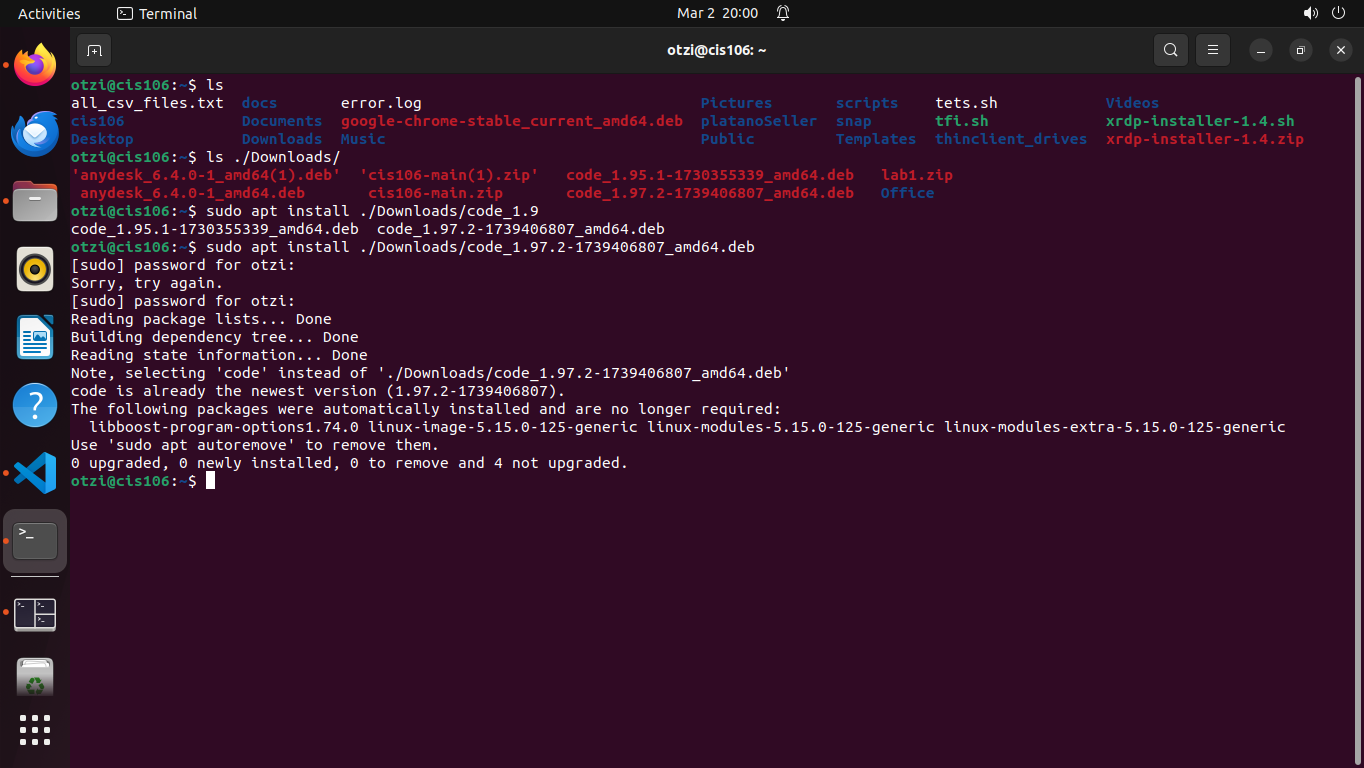 Activities Terminal Mar 2 20:00
otzi@cis106: ~
otzi@cis106:~$ ls
all_csv_files.txt docs error.log Pictures scripts tets.sh Videos
cis106 Documents google-chrome-stable_current_amd64.deb platanoSeller snap tfi.sh xrdp-installer-1.4.sh
Desktop Downloads Music Public Templates thinclient_drives xrdp-installer-1.4.zip
otzi@cis106:~$ ls ./Downloads/
'anydesk_6.4.0-1_amd64(1).deb' 'cis106-main(1).zip' code_1.95.1-1730355339_amd64.deb lab1.zip
anydesk_6.4.0-1_amd64.deb cis106-main.zip code_1.97.2-1739406807_amd64.deb Office
otzi@cis106:~$ sudo apt install ./Downloads/code_1.9
code_1.95.1-1730355339_amd64.deb code_1.97.2-1739406807_amd64.deb
otzi@cis106:~$ sudo apt install ./Downloads/code_1.97.2-1739406807_amd64.deb
[sudo] password for otzi:
Sorry, try again.
[sudo] password for otzi:
Reading package lists... Done
Building dependency tree... Done
Reading state information... Done
Note, selecting 'code' instead of './Downloads/code_1.97.2-1739406807_amd64.deb'
code is already the newest version (1.97.2-1739406807).
The following packages were automatically installed and are no longer required:
libboost-program-options1.74.0 linux-image-5.15.0-125-generic linux-modules-5.15.0-125-generic linux-modules-extra-5.15.0-125-generic
Use 'sudo apt autoremove' to remove them.
0 upgraded, 0 newly installed, 0 to remove and 4 not upgraded.
otzi@cis106:~$